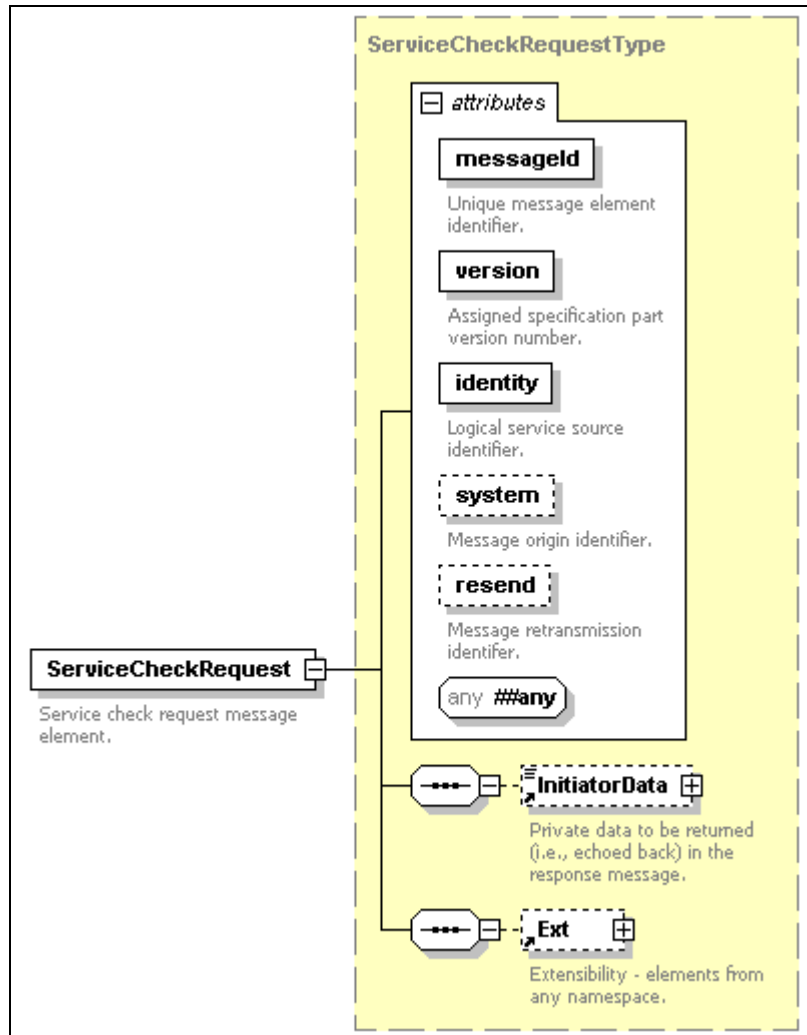 ServiceCheckRequestType
attributes
messageId
Unique message element
identifier.
version
Assigned specification part
version number.
identity
Logical service source
identifier.
system
Message origin identifier.
resend
Message retransmission
identifer.
any ##any
ServiceCheckRequest
Service check request message
element.
InitiatorData
Private data to be returned
(i.e., echoed back) in the
response message.
Ext
Extensibility - elements from
any namespace.